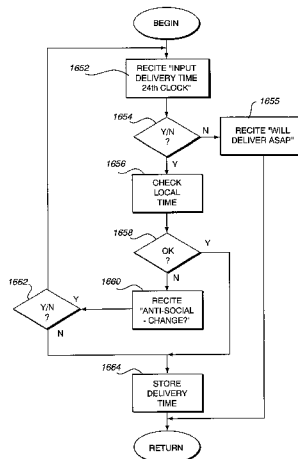 BEGIN
1652
RECITE "INPUT
DELIVERY TIME
24th CLOCK"
1654
Y/N
?
N
Y
1655
RECITE "WILL
DELIVER ASAP"
1656
CHECK
LOCAL
TIME
1658
OK
?
Y
N
1660
RECITE
"ANTI-SOCIAL
- CHANGE?"
1662
Y/N
?
Y
N
1664
STORE
DELIVERY
TIME
RETURN